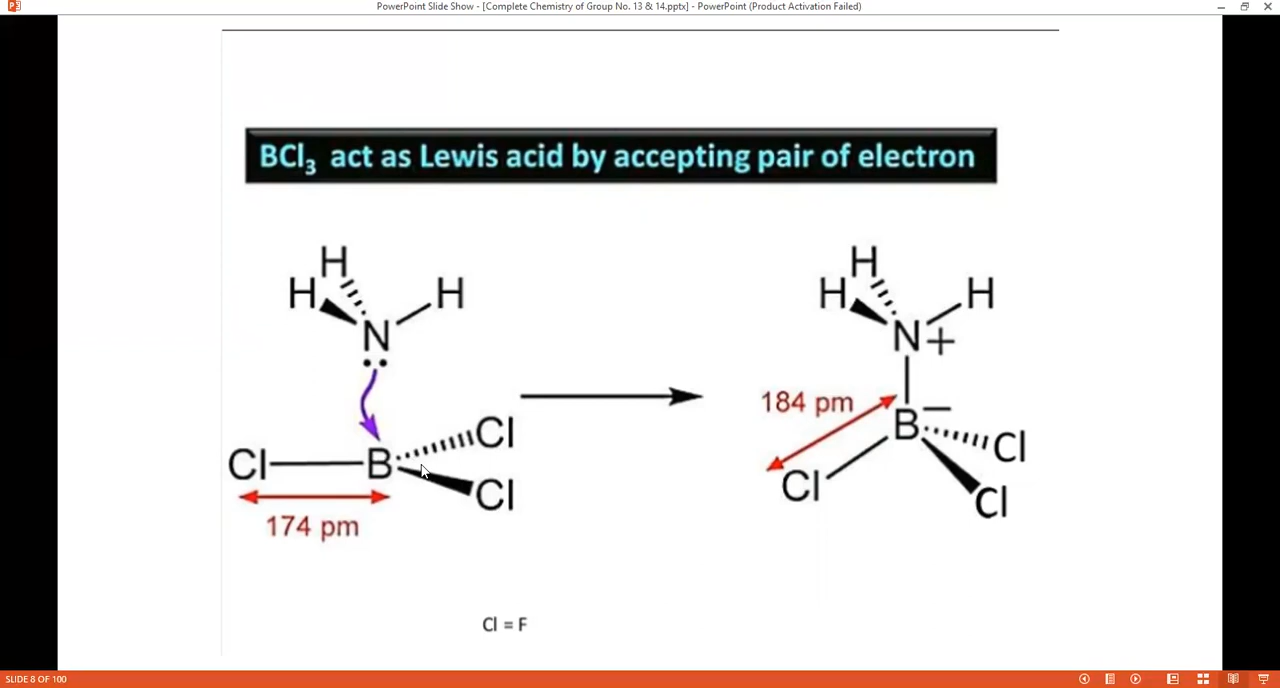 PowerPoint Slide Show - [Complete Chemistry of Group No. 13 & 14.pptx] - PowerPoint (Product Activation Failed)
BCl₃ act as Lewis acid by accepting pair of electron
H
H
H
N
Cl
B
Cl
Cl
174 pm
H
H
H
N+
184 pm
B−
Cl
Cl
Cl
Cl = F
SLIDE 8 OF 100